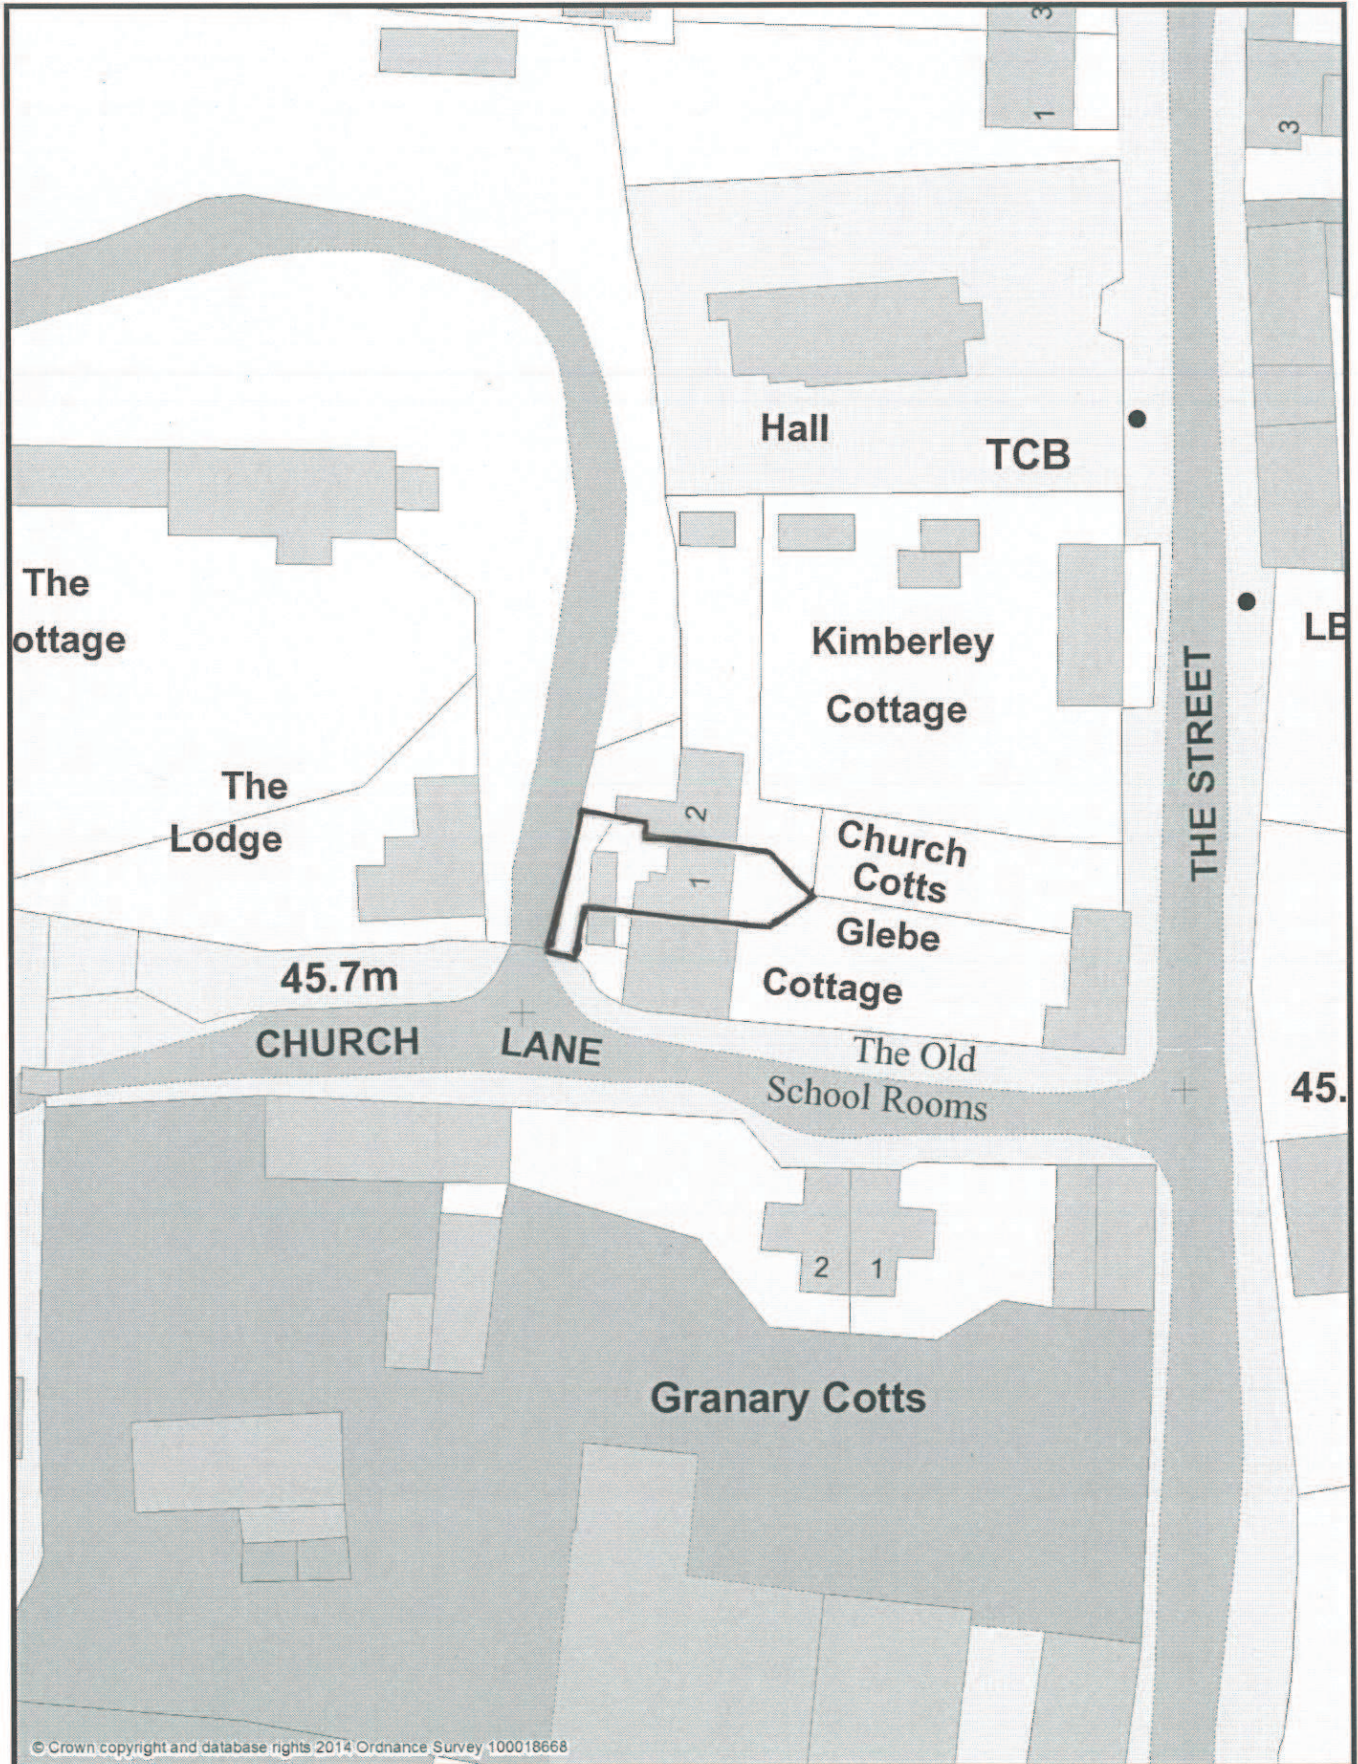 3
1
3
Hall
TCB
The
ottage
Kimberley
Cottage
LB
THE STREET
The
Lodge
2
1
Church
Cotts
Glebe
Cottage
45.7m
CHURCH LANE
The Old
School Rooms
45.
2 1
Granary Cotts
© Crown copyright and database rights 2014 Ordnance Survey 100018668